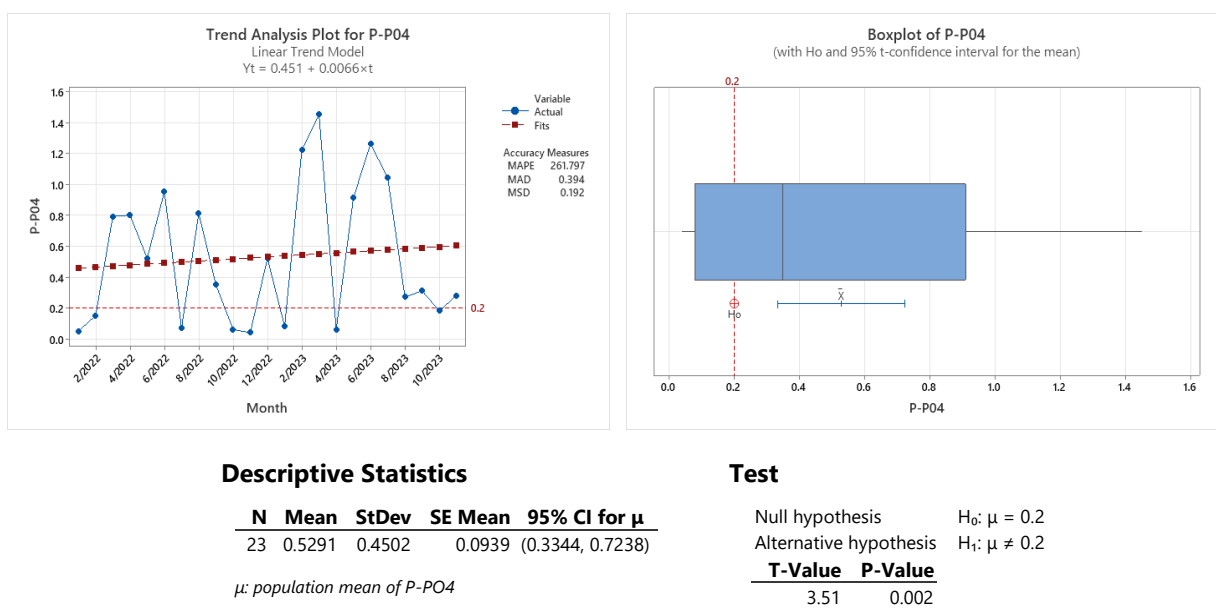 Trend Analysis Plot for P-P04
Linear Trend Model
Yt = 0.451 + 0.0066×t
P-P04
1.6
1.4
1.2
1.0
0.8
0.6
0.4
0.2
0.0
0.2
2/2022
4/2022
6/2022
8/2022
10/2022
12/2022
2/2023
4/2023
6/2023
8/2023
10/2023
Month
Variable
Actual
Fits
Accuracy Measures
MAPE 261.797
MAD 0.394
MSD 0.192
Boxplot of P-P04
(with Ho and 95% t-confidence interval for the mean)
0.2
X̄
Ho
0.0 0.2 0.4 0.6 0.8 1.0 1.2 1.4 1.6
P-P04
Descriptive Statistics
N Mean StDev SE Mean 95% CI for μ
23 0.5291 0.4502 0.0939 (0.3344, 0.7238)
μ: population mean of P-PO4
Test
Null hypothesis H₀: μ = 0.2
Alternative hypothesis H₁: μ ≠ 0.2
T-Value P-Value
3.51 0.002